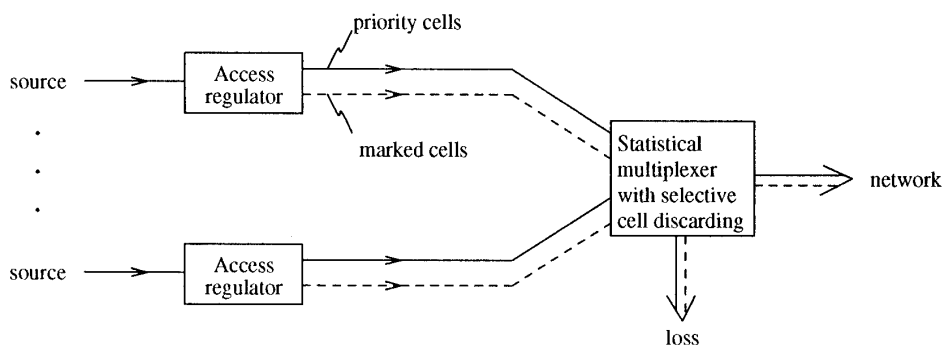 priority cells
source
Access
regulator
marked cells
Statistical
multiplexer
with selective
cell discarding
network
source
Access
regulator
loss